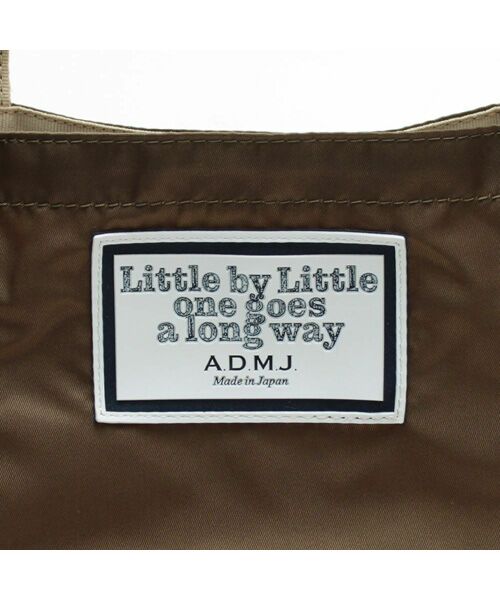 Little by Little
one goes
a long way
A.D.M.J.
Made in Japan